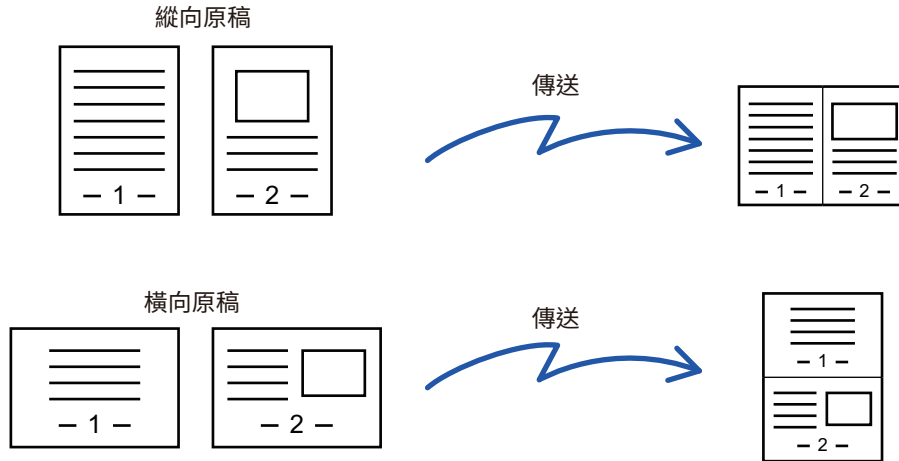 縱向原稿
傳送
– 1 –
– 2 –
– 1 –
– 2 –
橫向原稿
傳送
– 1 –
– 2 –
– 1 –
– 2 –